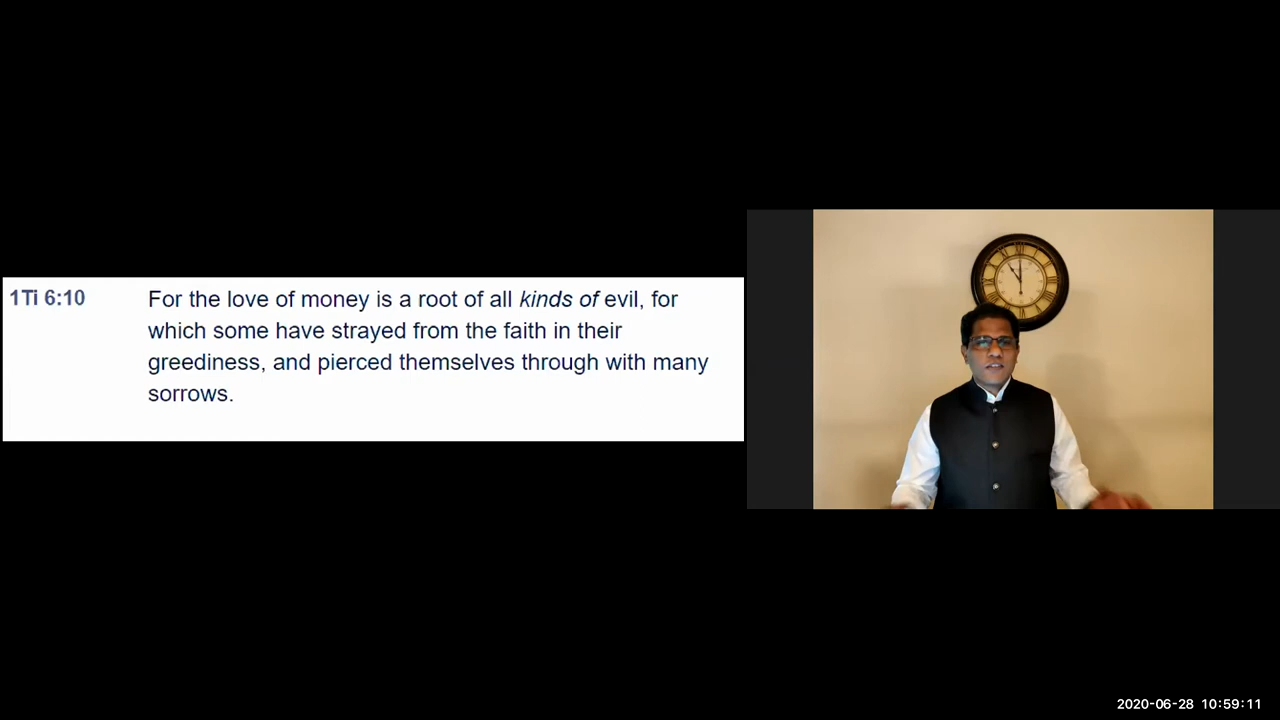 1Ti 6:10 For the love of money is a root of all kinds of evil, for
which some have strayed from the faith in their
greediness, and pierced themselves through with many
sorrows.
2020-06-28 10:59:11